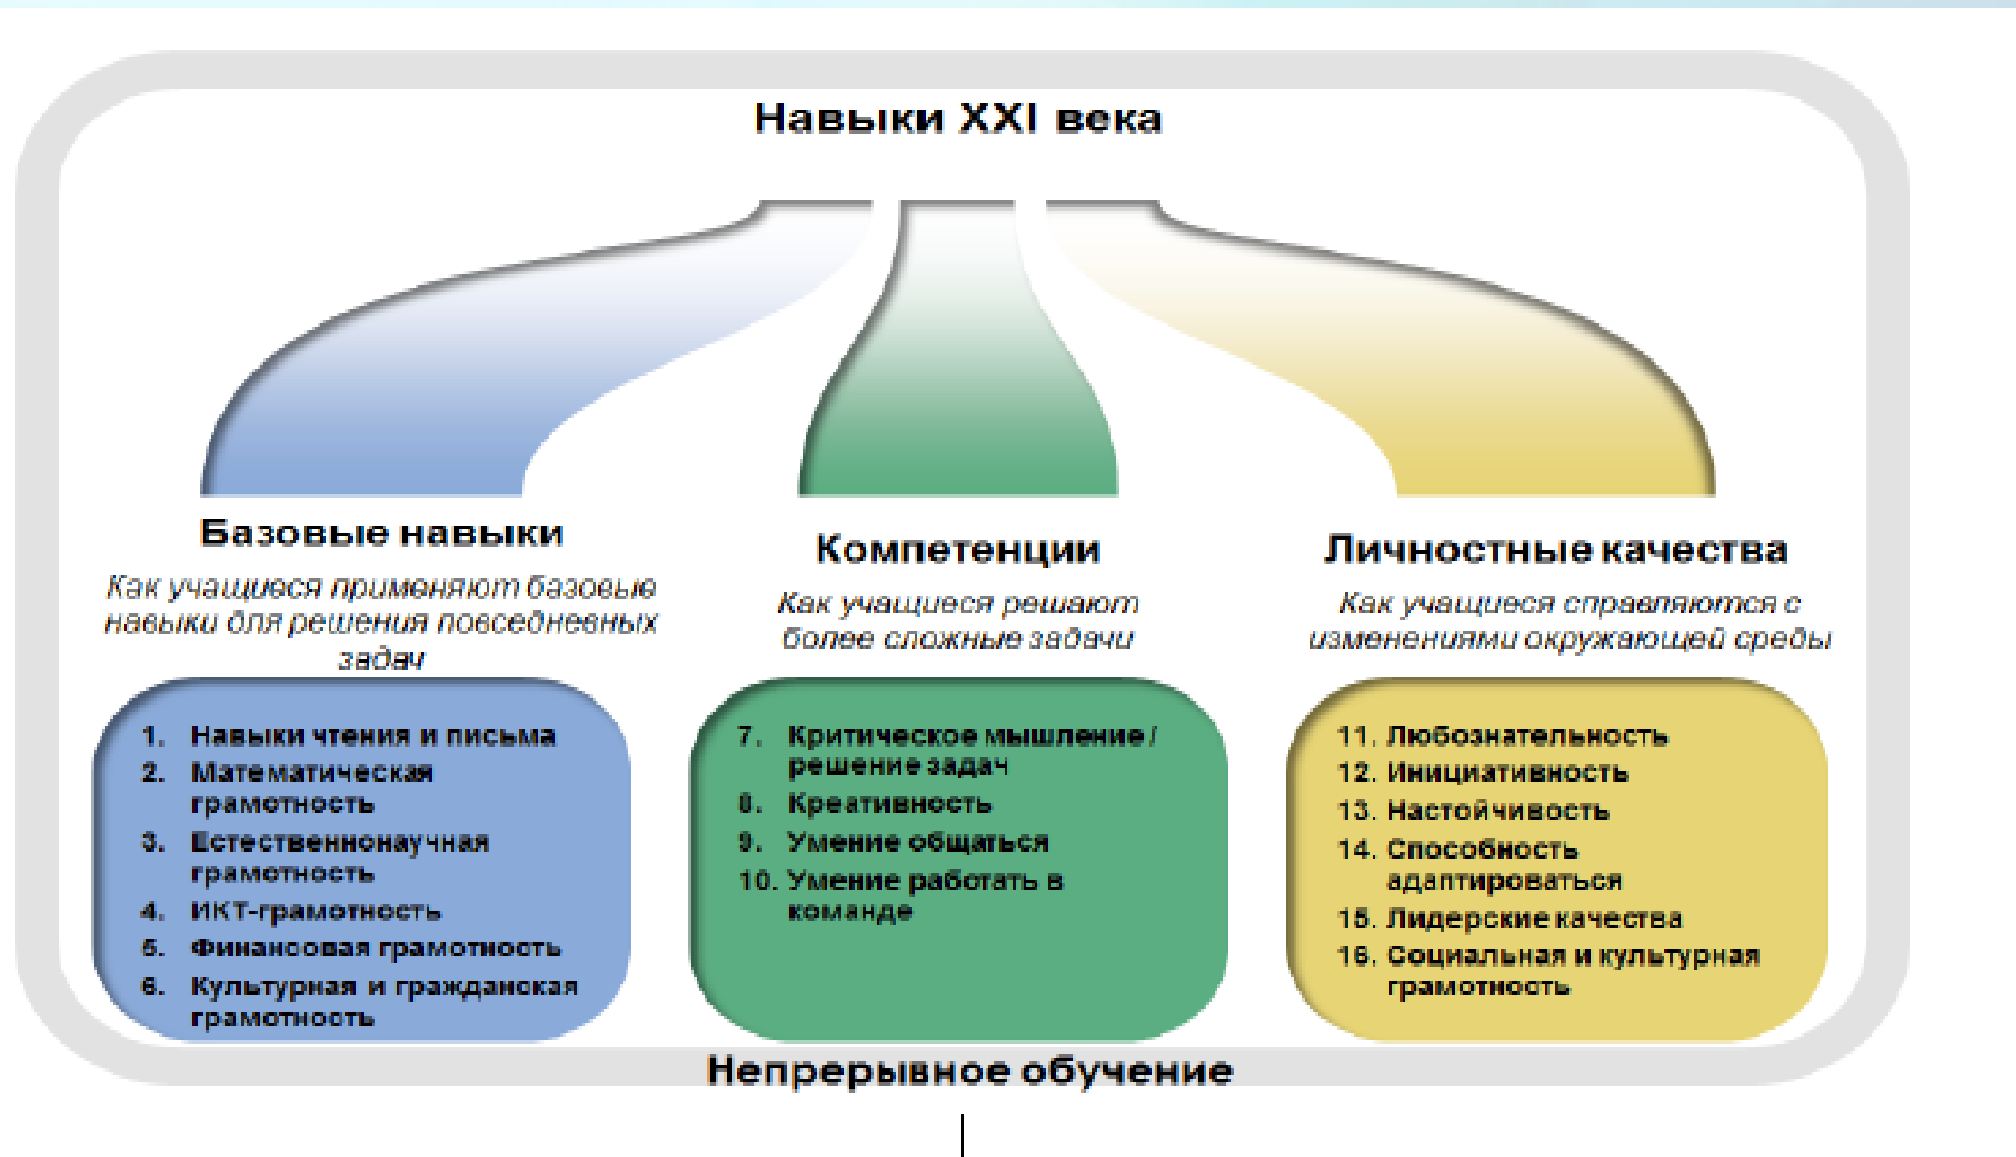 Навыки XXI века
Базовые навыки
Как учащиеся применяют базовые
навыки для решения повседневных
задач
1. Навыки чтения и письма
2. Математическая
грамотность
3. Естественнонаучная
грамотность
4. ИКТ-грамотность
5. Финансовая грамотность
6. Культурная и гражданская
грамотность
Компетенции
Как учащиеся решают
более сложные задачи
7. Критическое мышление /
решение задач
8. Креативность
9. Умение общаться
10. Умение работать в
команде
Личностные качества
Как учащиеся справляются с
изменениями окружающей среды
11. Любознательность
12. Инициативность
13. Настойчивость
14. Способность
адаптироваться
15. Лидерские качества
16. Социальная и культурная
грамотность
Непрерывное обучение